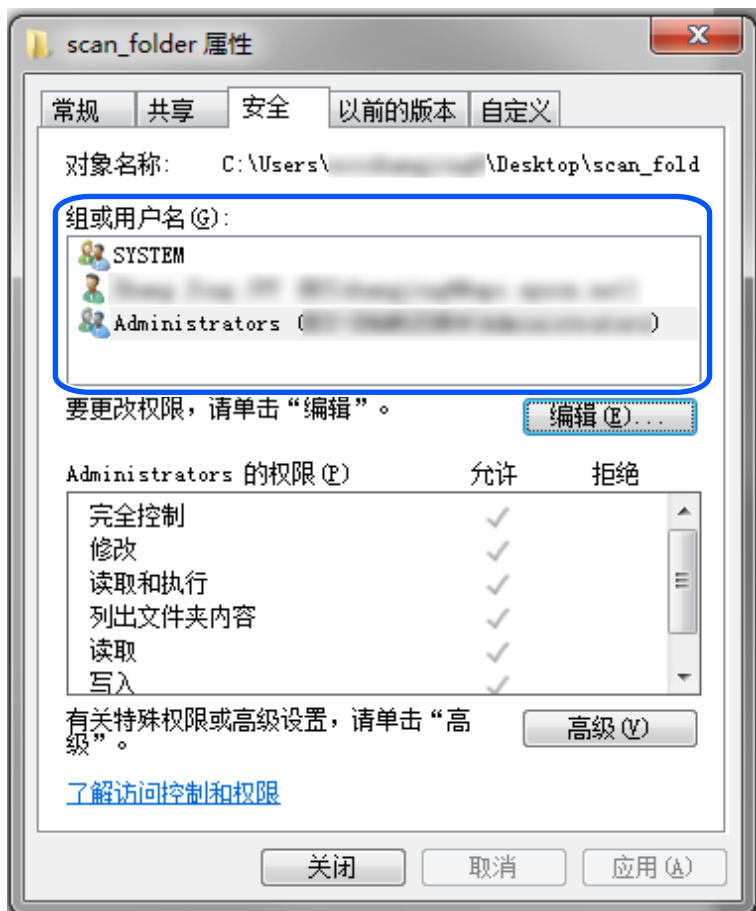 scan_folder 属性
常规 共享 安全 以前的版本 自定义
对象名称: C:\Users\ \Desktop\scan_fold
组或用户名(G):
SYSTEM
Administrators ( )
要更改权限，请单击“编辑”。
编辑(E)...
Administrators 的权限(P) 允许 拒绝
完全控制
修改
读取和执行
列出文件夹内容
读取
写入
有关特殊权限或高级设置，请单击“高
级”。
高级(V)
了解访问控制和权限
关闭 取消 应用(A)